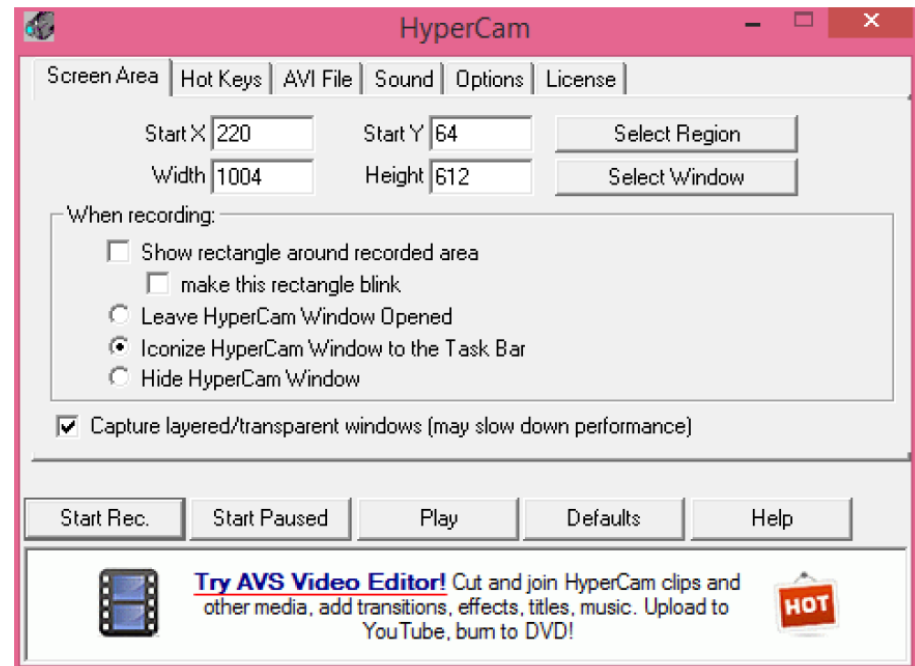 HyperCam
Screen Area Hot Keys AVI File Sound Options License
Start X 220 Start Y 64 Select Region
Width 1004 Height 612 Select Window
When recording:
Show rectangle around recorded area
make this rectangle blink
Leave HyperCam Window Opened
Iconize HyperCam Window to the Task Bar
Hide HyperCam Window
Capture layered/transparent windows (may slow down performance)
Start Rec. Start Paused Play Defaults Help
Try AVS Video Editor! Cut and join HyperCam clips and
other media, add transitions, effects, titles, music. Upload to
YouTube, burn to DVD!
HOT